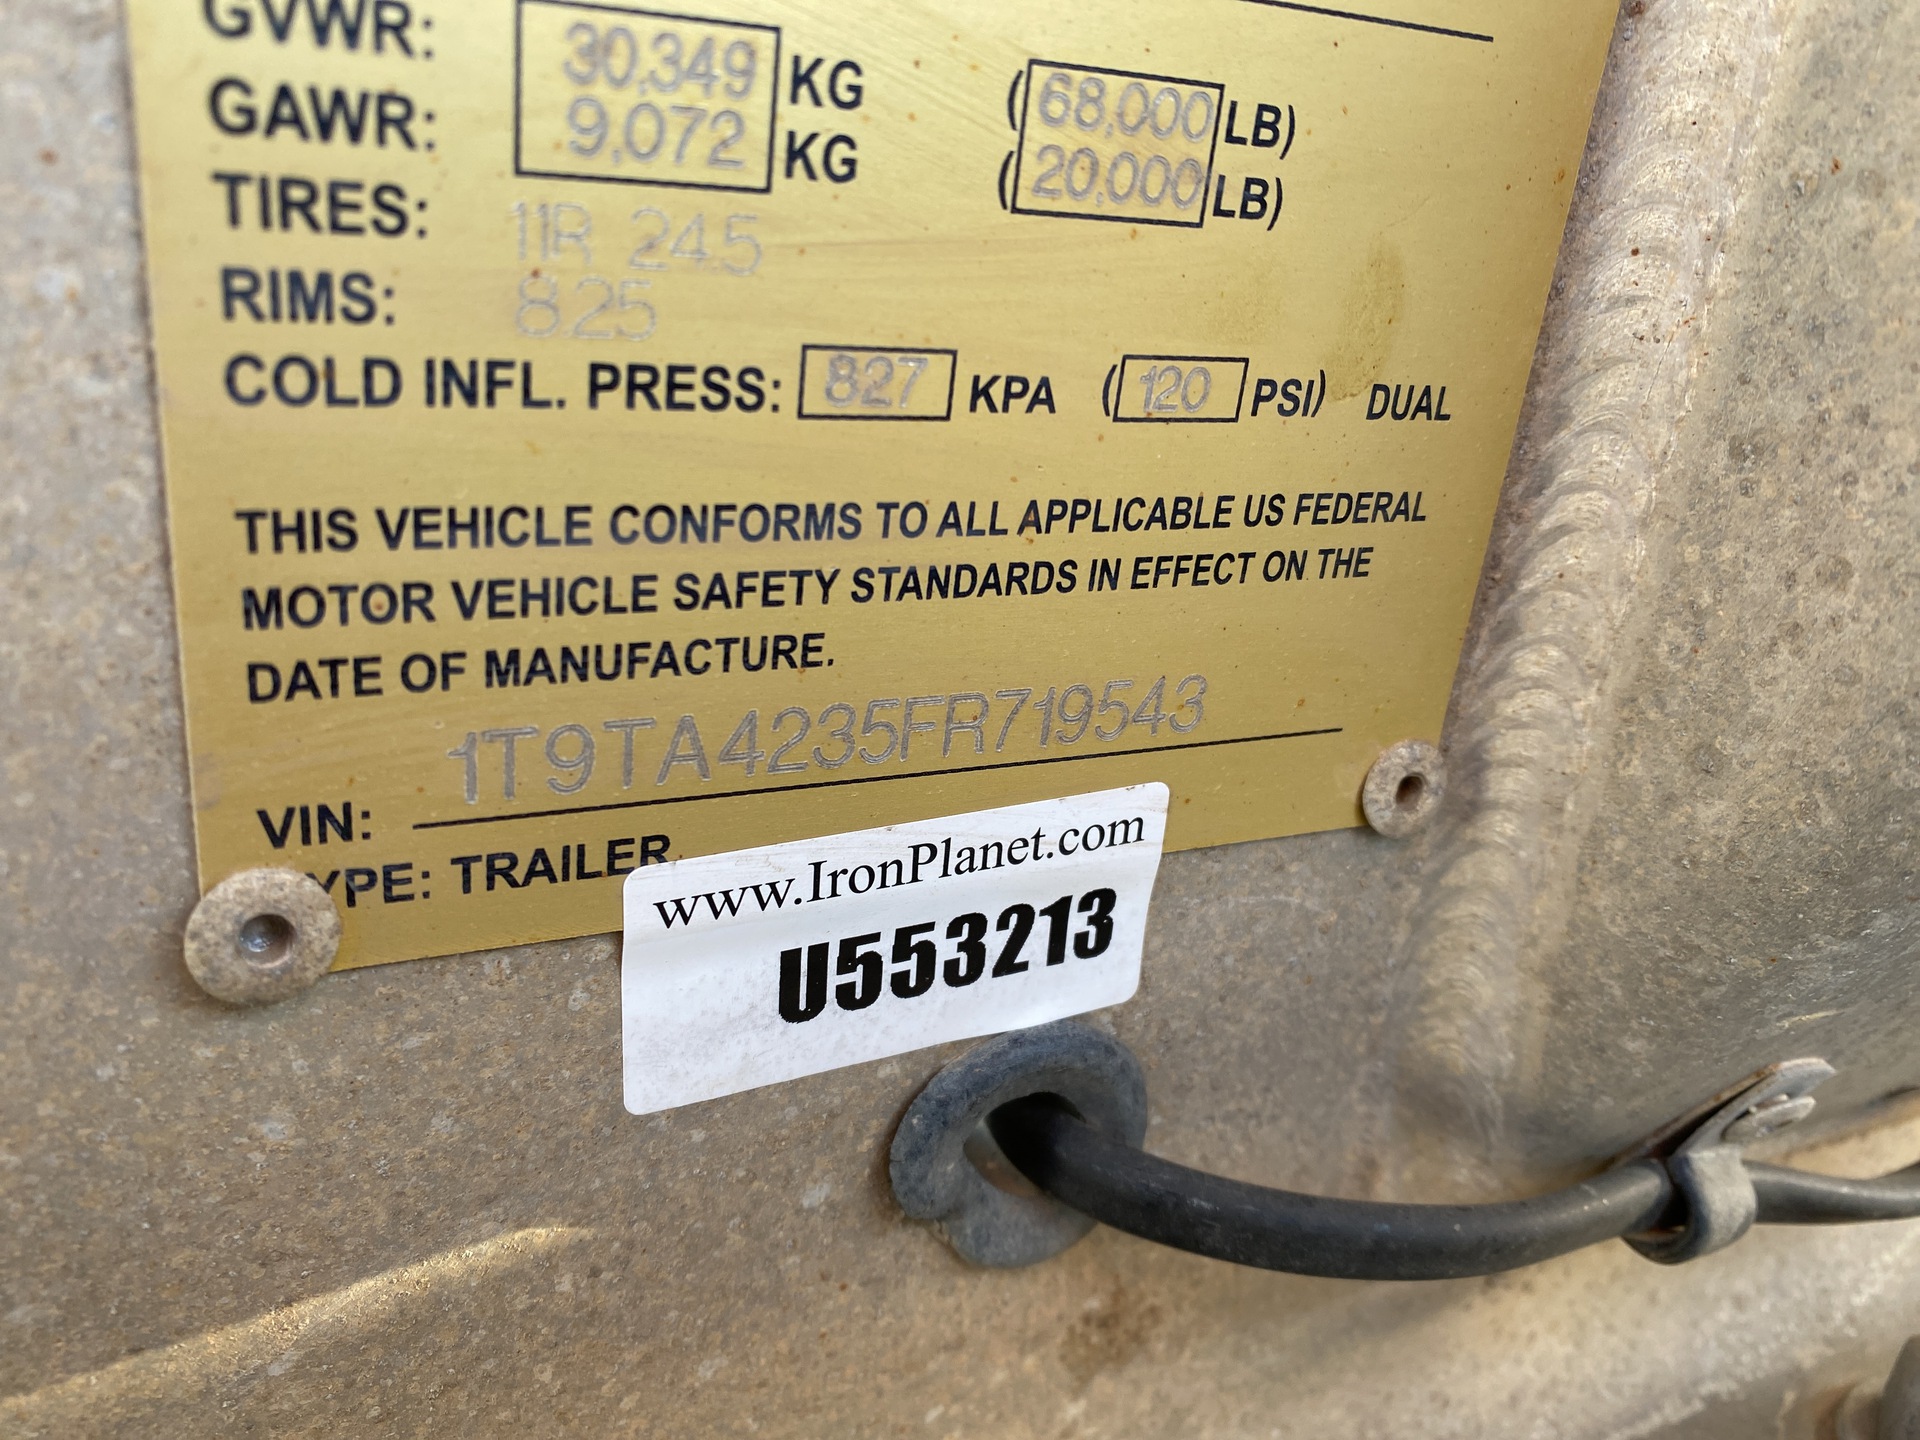 GVWR: 30,349 KG (68,000 LB)
GAWR: 9,072 KG (20,000 LB)
TIRES: 11R 24.5
RIMS: 8.25
COLD INFL. PRESS: 827 KPA (120 PSI) DUAL
THIS VEHICLE CONFORMS TO ALL APPLICABLE US FEDERAL
MOTOR VEHICLE SAFETY STANDARDS IN EFFECT ON THE
DATE OF MANUFACTURE.
VIN: 1T9TA4235FR719543
TYPE: TRAILER
www.IronPlanet.com
U553213